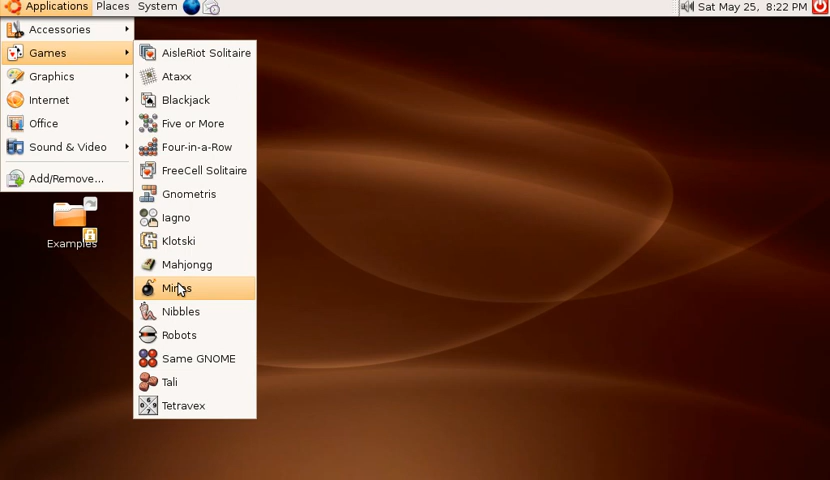 Applications Places System
Sat May 25, 8:22 PM
Accessories
Games
Graphics
Internet
Office
Sound & Video
Add/Remove...
AisleRiot Solitaire
Ataxx
Blackjack
Five or More
Four-in-a-Row
FreeCell Solitaire
Gnometris
Iagno
Klotski
Mahjongg
Mines
Nibbles
Robots
Same GNOME
Tali
Tetravex
Examples